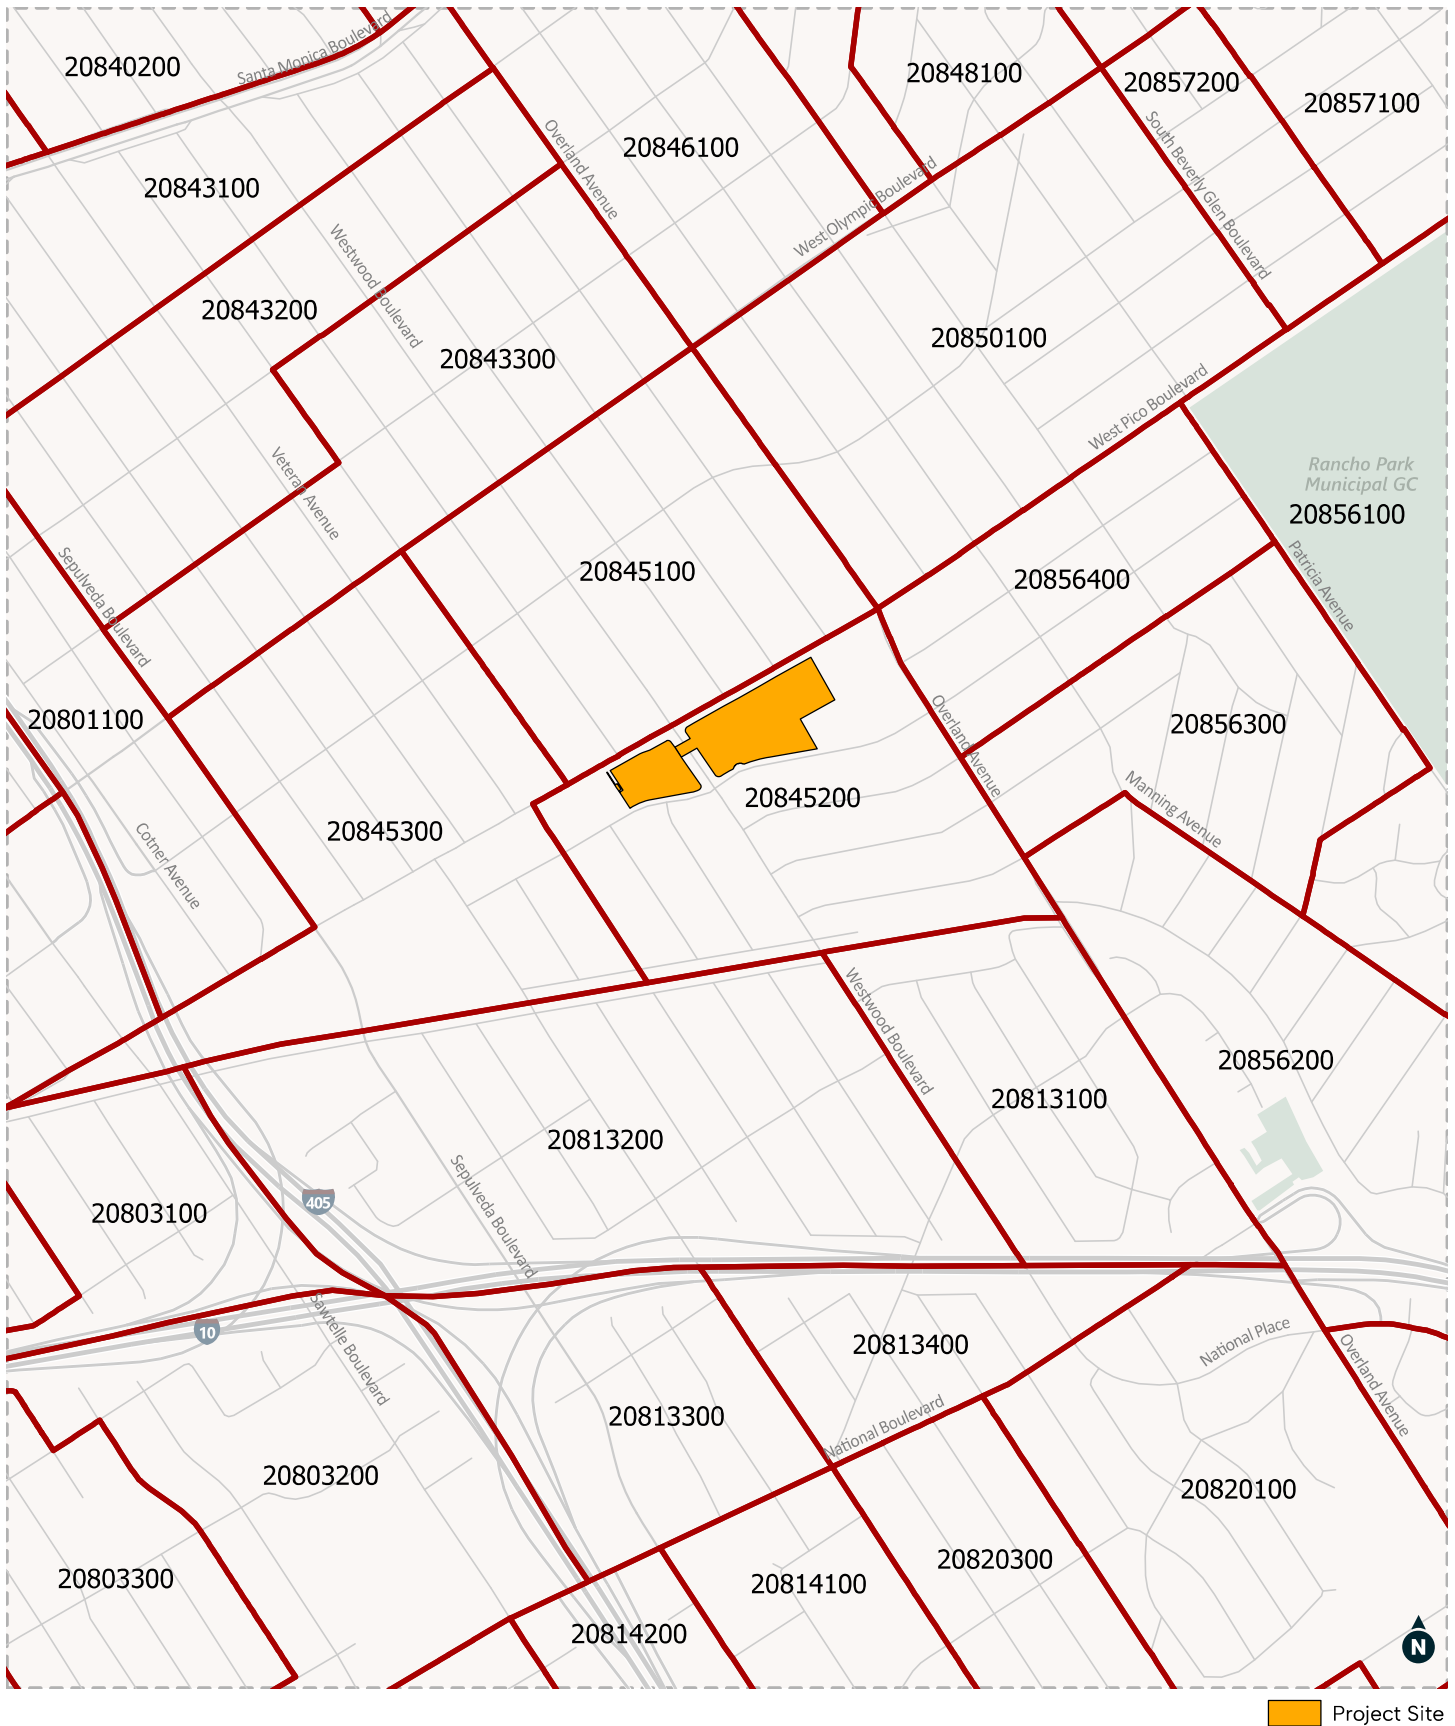 Santa Monica Boulevard
20840200
20848100
20857200
20857100
Overland Avenue
20846100
South Beverly Glen Boulevard
20843100
West Olympic Boulevard
Westwood Boulevard
20843200
20843300
20850100
West Pico Boulevard
Rancho Park
Municipal GC
20856100
Veteran Avenue
Sepulveda Boulevard
20845100
20856400
Patricia Avenue
20801100
20856300
Overland Avenue
20845200
Manning Avenue
20845300
Cotner Avenue
Westwood Boulevard
20856200
20813100
20813200
405
Sepulveda Boulevard
20803100
10
Sawtelle Boulevard
20813400
National Place
Overland Avenue
20813300
National Boulevard
20803200
20820100
20820300
20803300
20814100
20814200
N
Project Site